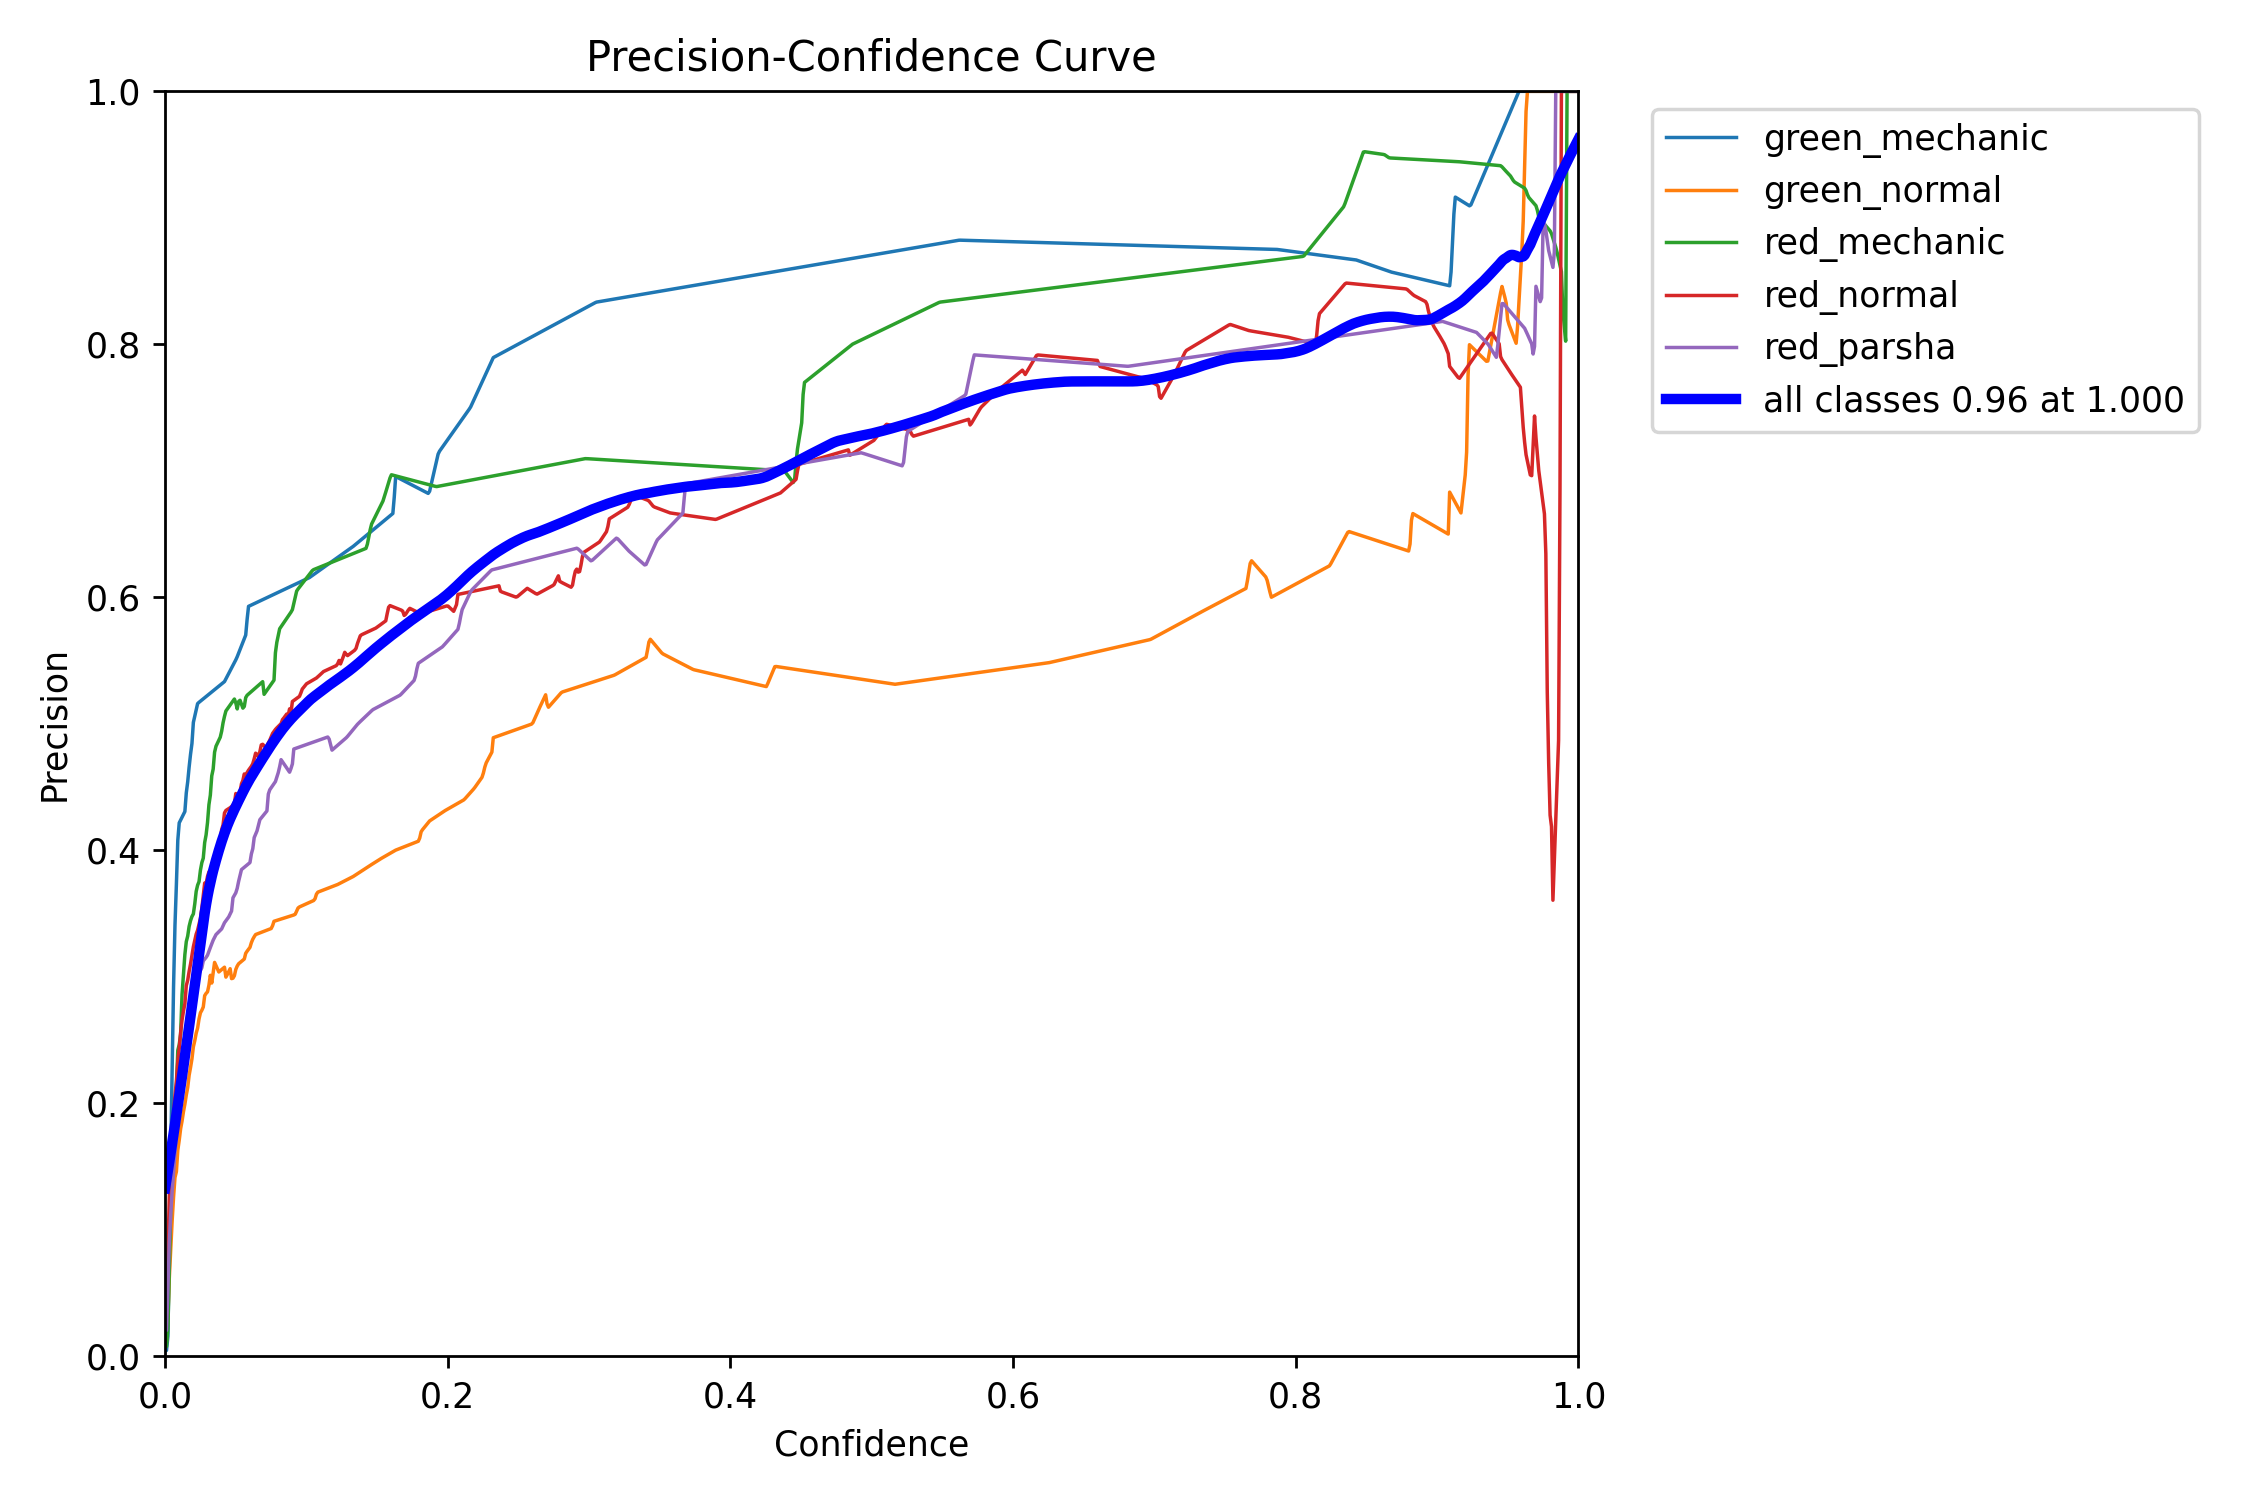 Precision-Confidence Curve
1.0
0.8
0.6
0.4
0.2
0.0
Precision
0.0 0.2 0.4 0.6 0.8 1.0
Confidence
green_mechanic
green_normal
red_mechanic
red_normal
red_parsha
all classes 0.96 at 1.000